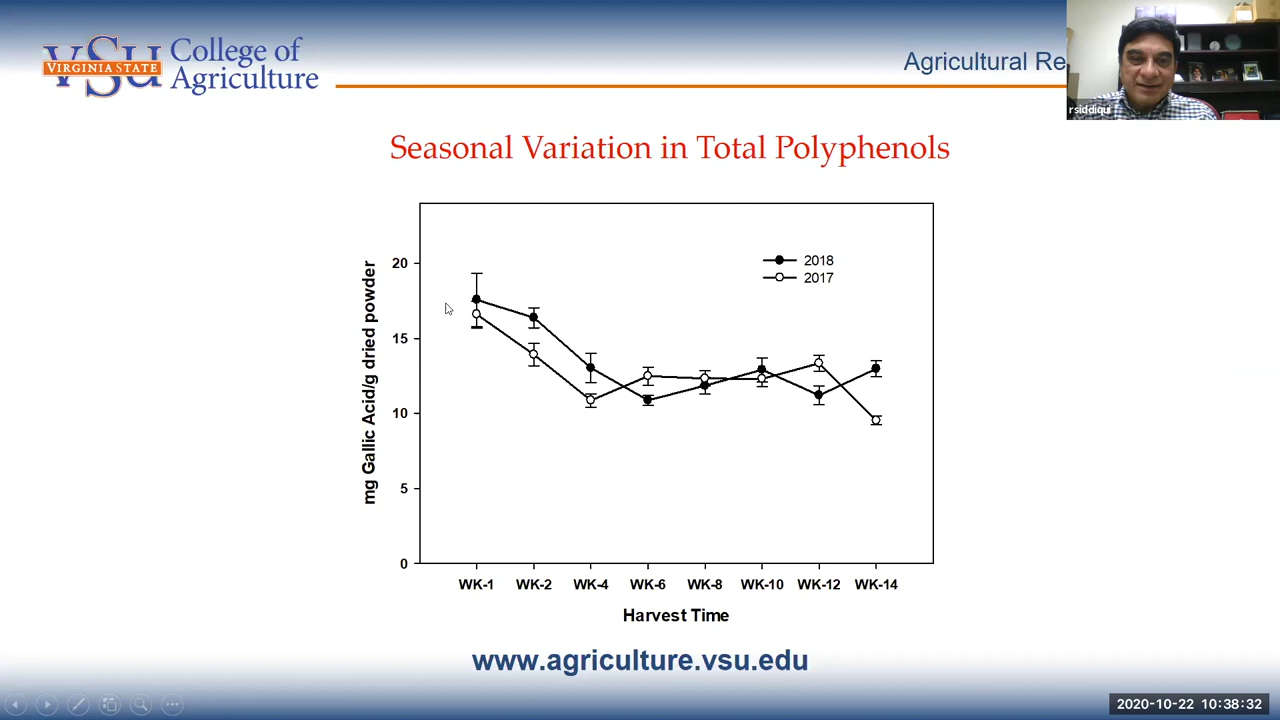 VSU
VIRGINIA STATE
College of
Agriculture
Agricultural Re
rsiddiqui
Seasonal Variation in Total Polyphenols
mg Gallic Acid/g dried powder
20
15
10
5
0
2018
2017
WK-1 WK-2 WK-4 WK-6 WK-8 WK-10 WK-12 WK-14
Harvest Time
www.agriculture.vsu.edu
2020-10-22 10:38:32